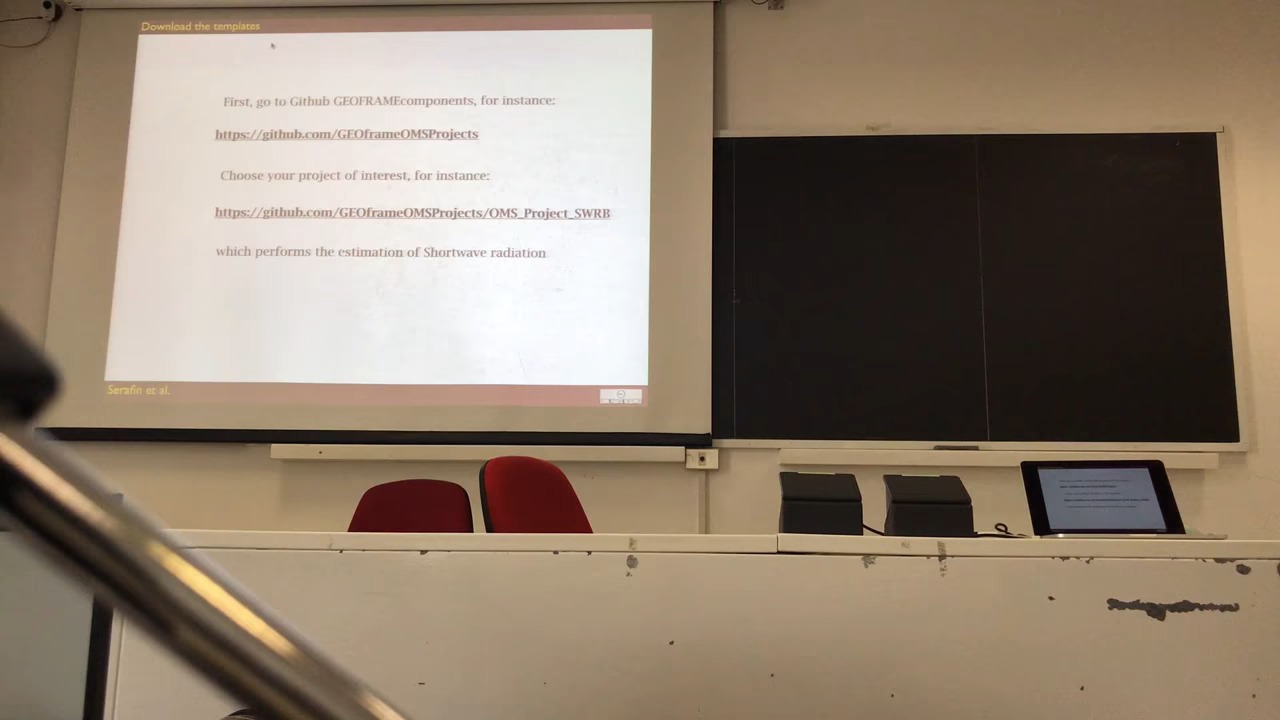 Download the templates
First, go to Github GEOFRAMEcomponents, for instance:
https://github.com/GEOframeOMSProjects
Choose your project of interest, for instance:
https://github.com/GEOframeOMSProjects/OMS_Project_SWRB
which performs the estimation of Shortwave radiation
Serafin et al.